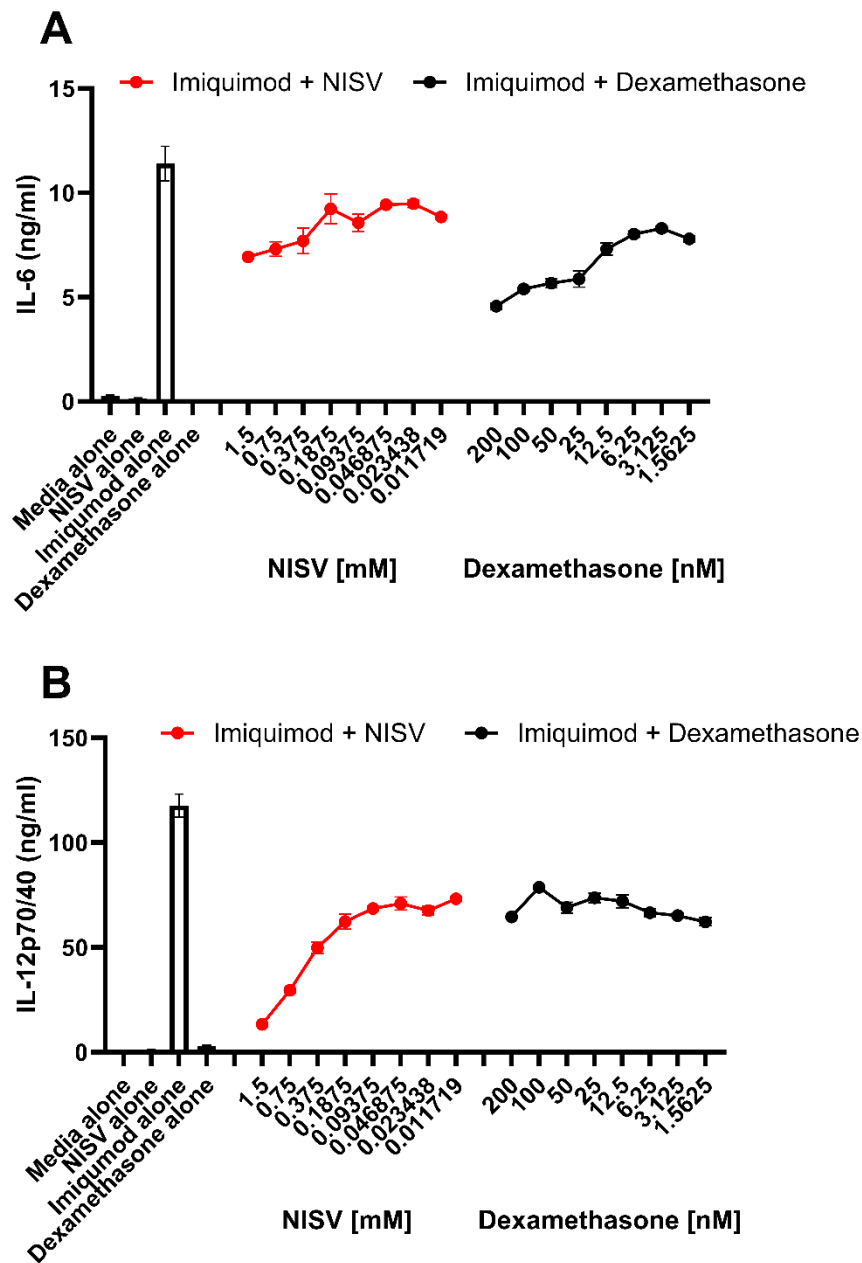 A
Imiquimod + NISV Imiquimod + Dexamethasone
IL-6 (ng/ml)
15
10
5
0
Media alone
NISV alone
Imiqumod alone
Dexamethasone alone
1.5
0.75
0.375
0.1875
0.09375
0.046875
0.023438
0.011719
200
100
50
25
12.5
6.25
3.125
1.5625
NISV [mM] Dexamethasone [nM]
B
Imiquimod + NISV Imiquimod + Dexamethasone
IL-12p70/40 (ng/ml)
150
100
50
0
Media alone
NISV alone
Imiqumod alone
Dexamethasone alone
1.5
0.75
0.375
0.1875
0.09375
0.046875
0.023438
0.011719
200
100
50
25
12.5
6.25
3.125
1.5625
NISV [mM] Dexamethasone [nM]